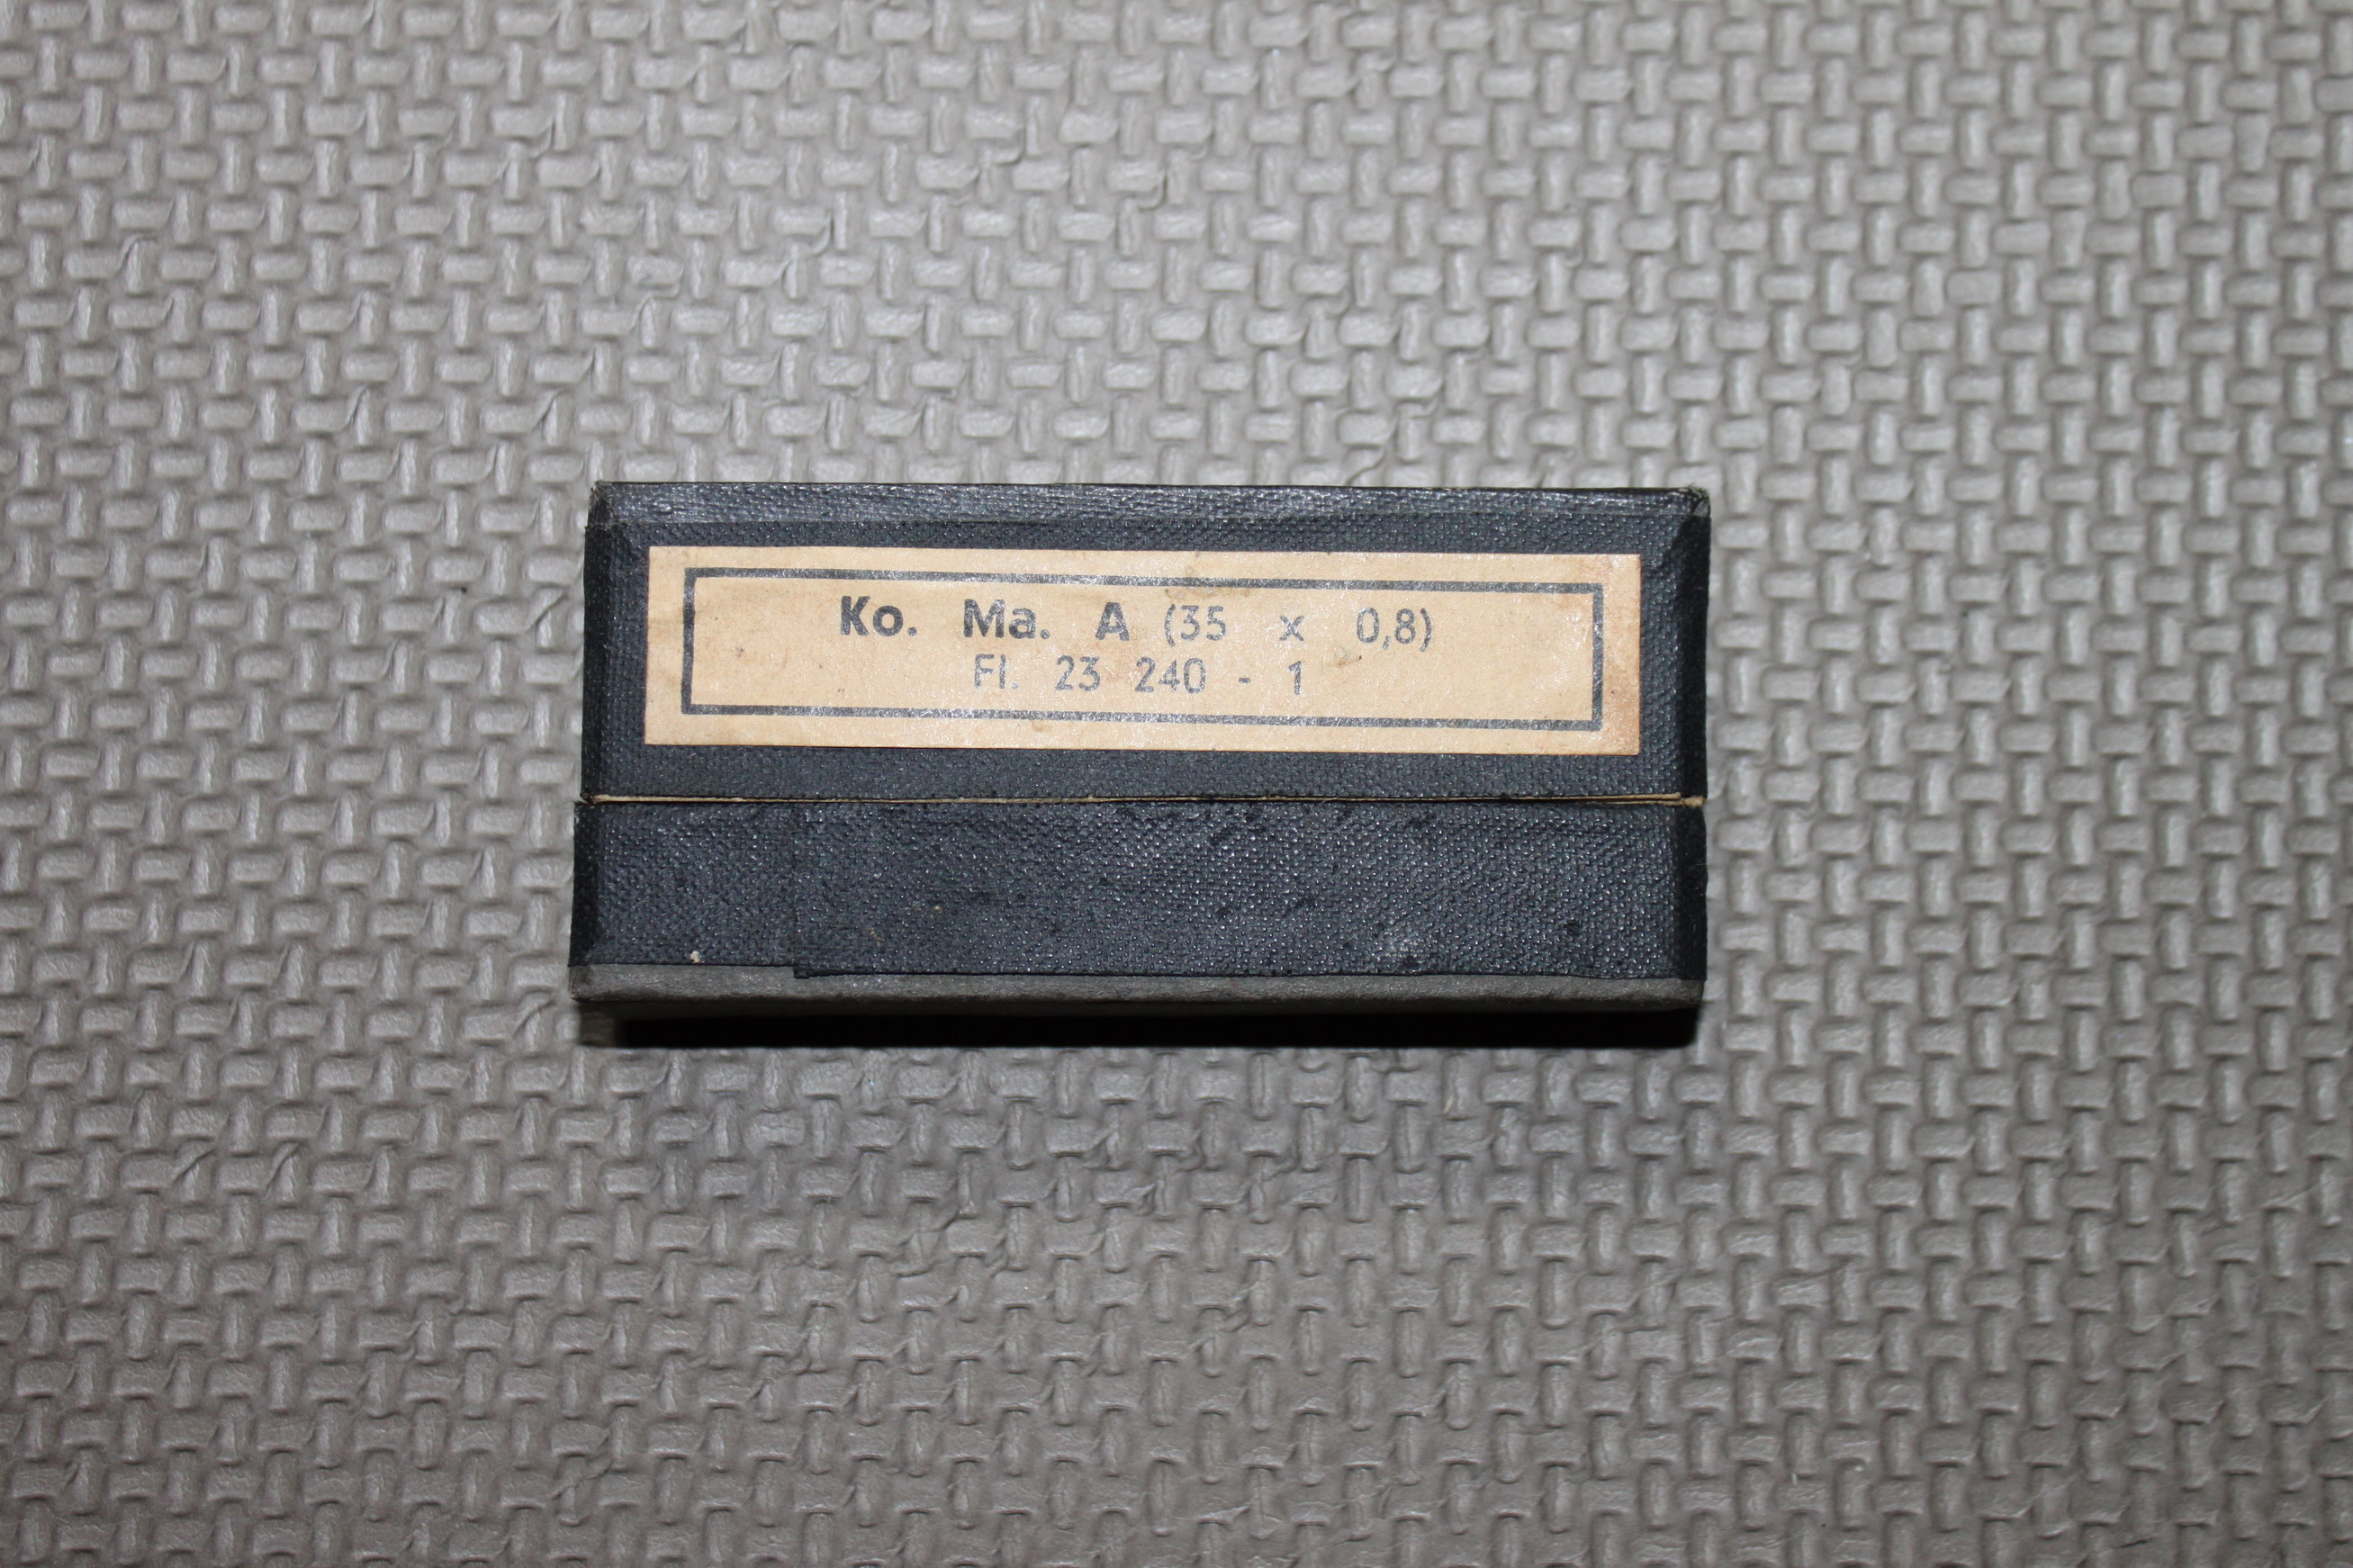 Ko. Ma. A (35 x 0,8)
Fl. 23 240 - 1